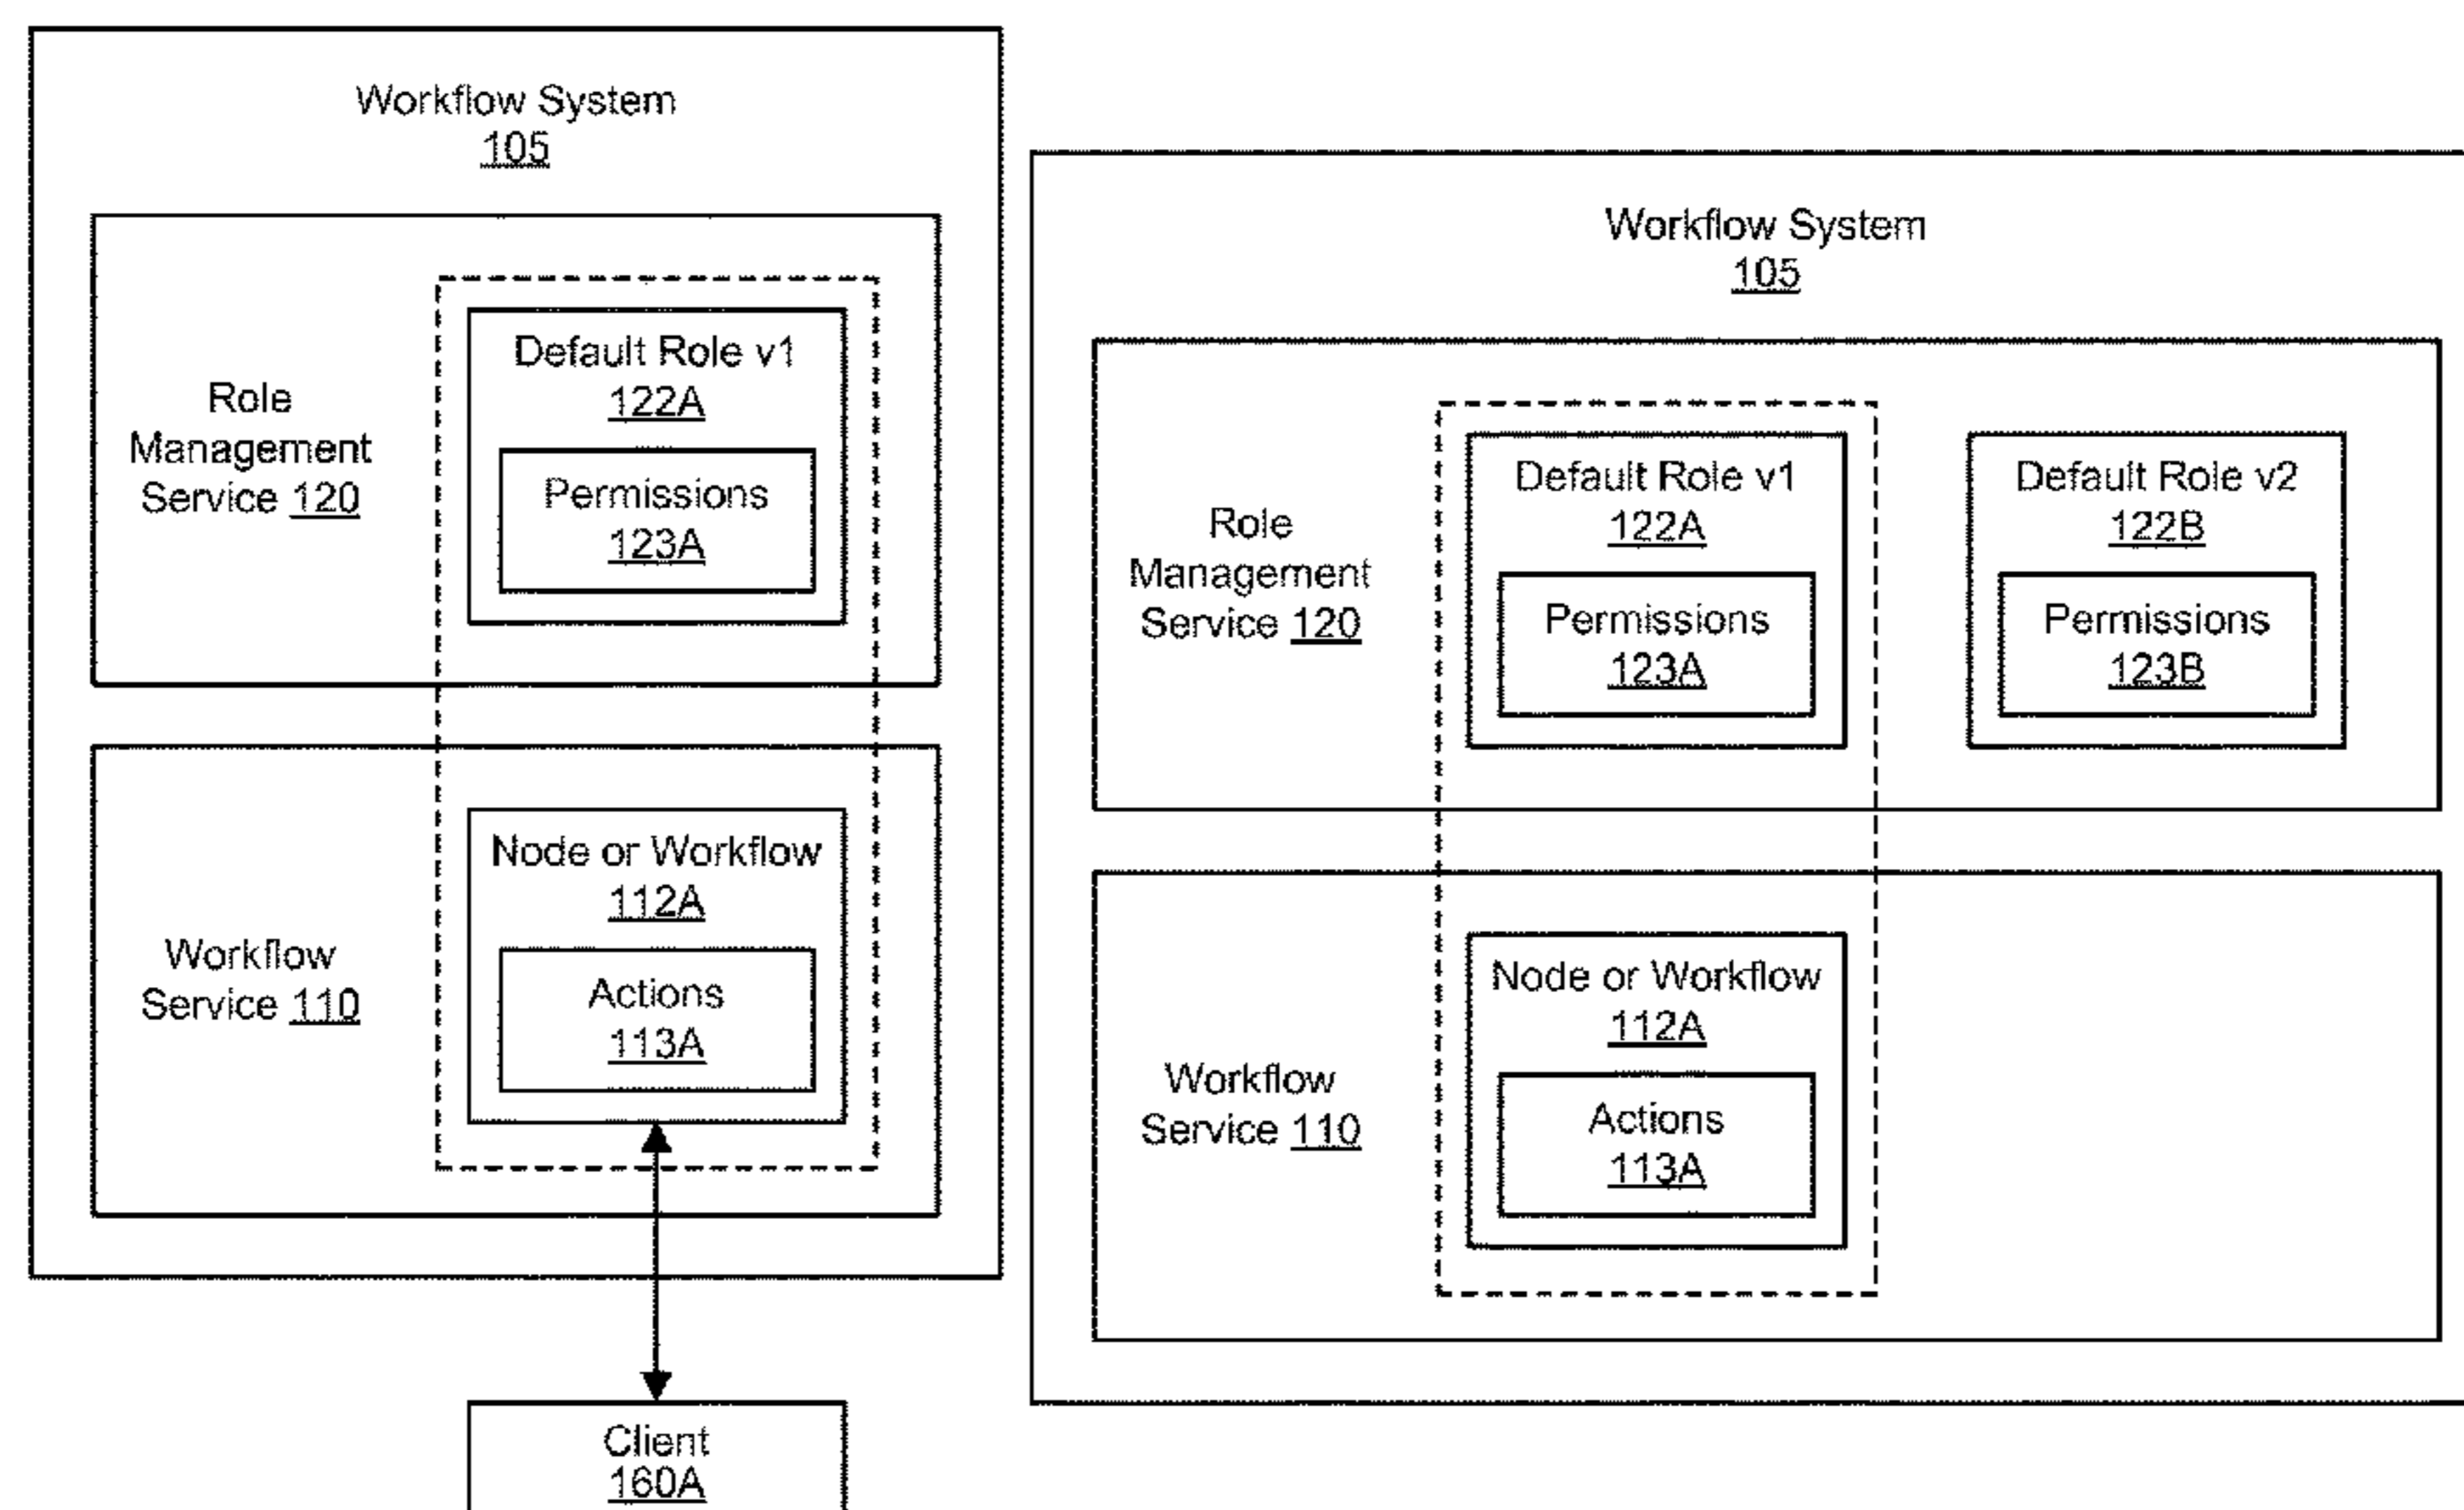 Workflow System
105
Role
Management
Service 120
Default Role v1
122A
Permissions
123A
Workflow
Service 110
Node or Workflow
112A
Actions
113A
Client
160A
Workflow System
105
Role
Management
Service 120
Default Role v1
122A
Permissions
123A
Default Role v2
122B
Permissions
123B
Workflow
Service 110
Node or Workflow
112A
Actions
113A